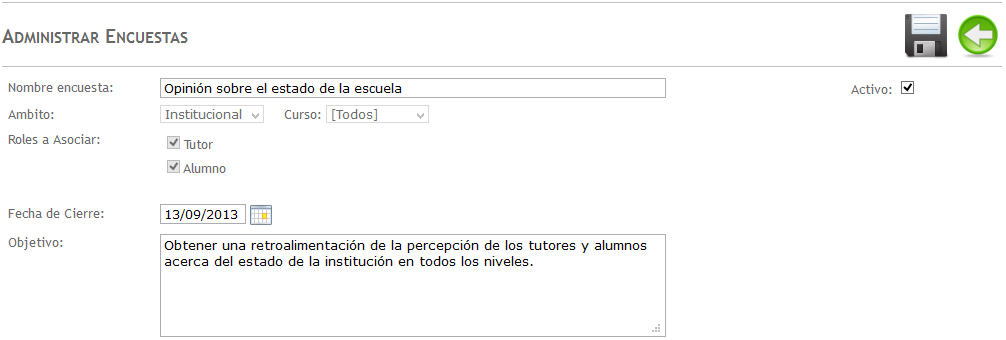 ADMINISTRAR ENCUESTAS
Nombre encuesta: Opinión sobre el estado de la escuela Activo:
Ambito: Institucional Curso: [Todos]
Roles a Asociar: Tutor
Alumno
Fecha de Cierre: 13/09/2013
Objetivo: Obtener una retroalimentación de la percepción de los tutores y alumnos
acerca del estado de la institución en todos los niveles.